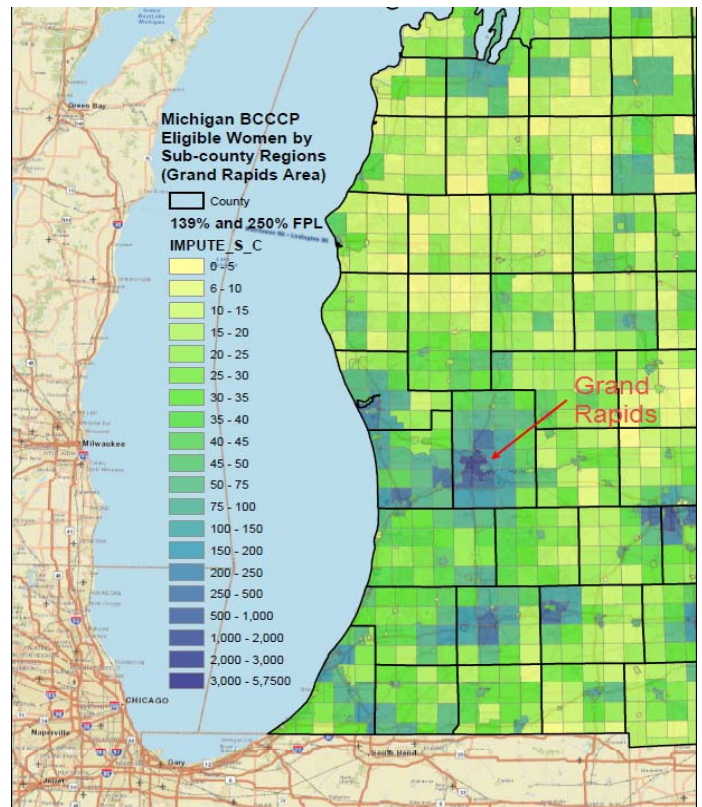 Green Bay
Michigan BCCCP
Eligible Women by
Sub-county Regions
(Grand Rapids Area)
County
139% and 250% FPL
IMPUTE_S_C
0 - 5
6 - 10
10 - 15
15 - 20
20 - 25
25 - 30
30 - 35
35 - 40
40 - 45
45 - 50
50 - 75
75 - 100
100 - 150
150 - 200
200 - 250
250 - 500
500 - 1,000
1,000 - 2,000
2,000 - 3,000
3,000 - 5,7500
Grand
Rapids
Milwaukee
CHICAGO
Naperville
Gary
South Bend
Joliet